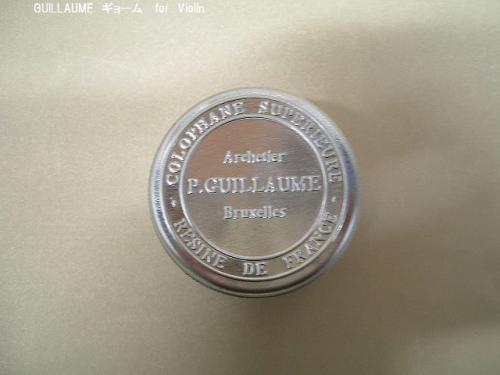 GUILLAUME ギョーム for Violin
COLOPHANE SUPERIEURE
Archetier
P.GUILLAUME
Bruxelles
- RESINE DE FRANCE -